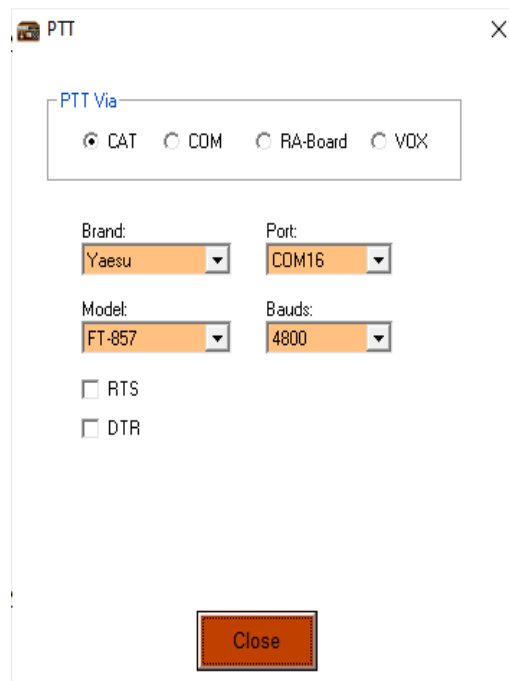 PTT
PTT Via
CAT COM RA-Board VOX
Brand: Port:
Yaesu COM16
Model: Bauds:
FT-857 4800
RTS
DTR
Close